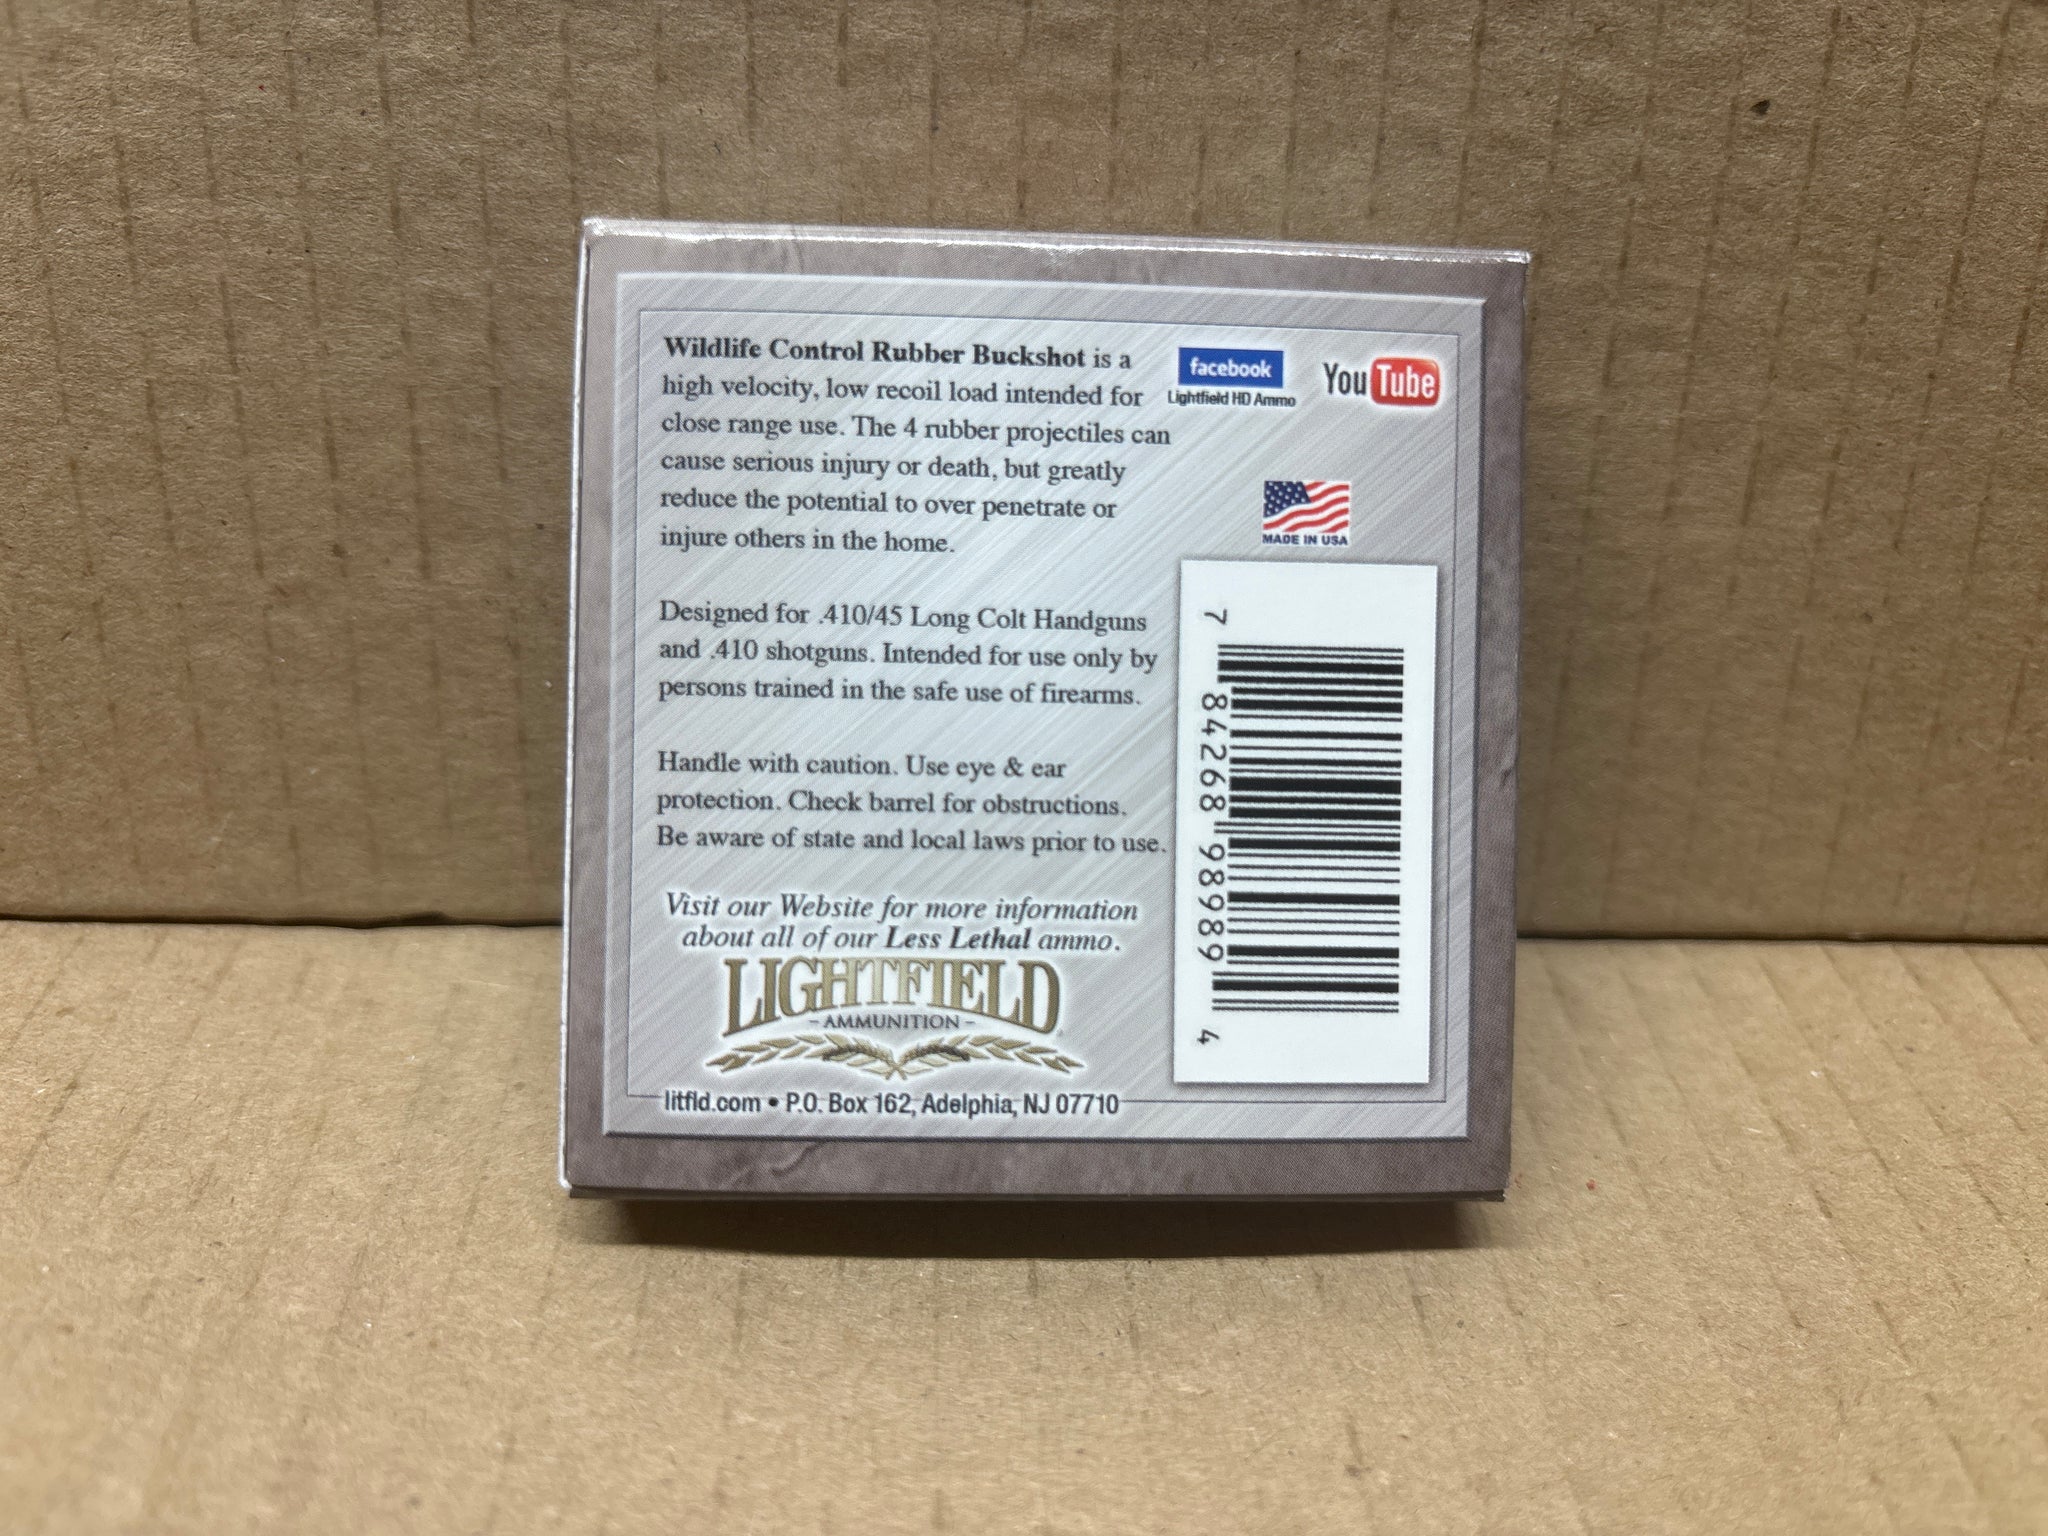 Wildlife Control Rubber Buckshot is a
high velocity, low recoil load intended for
close range use. The 4 rubber projectiles can
cause serious injury or death, but greatly
reduce the potential to over penetrate or
injure others in the home.
Designed for .410/45 Long Colt Handguns
and .410 shotguns. Intended for use only by
persons trained in the safe use of firearms.
Handle with caution. Use eye & ear
protection. Check barrel for obstructions.
Be aware of state and local laws prior to use.
Visit our Website for more information
about all of our Less Lethal ammo.
LIGHTFIELD
- AMMUNITION -
litfld.com • P.O. Box 162, Adelphia, NJ 07710
facebook
Lightfield HD Ammo
YouTube
MADE IN USA
7 84268 98989 4